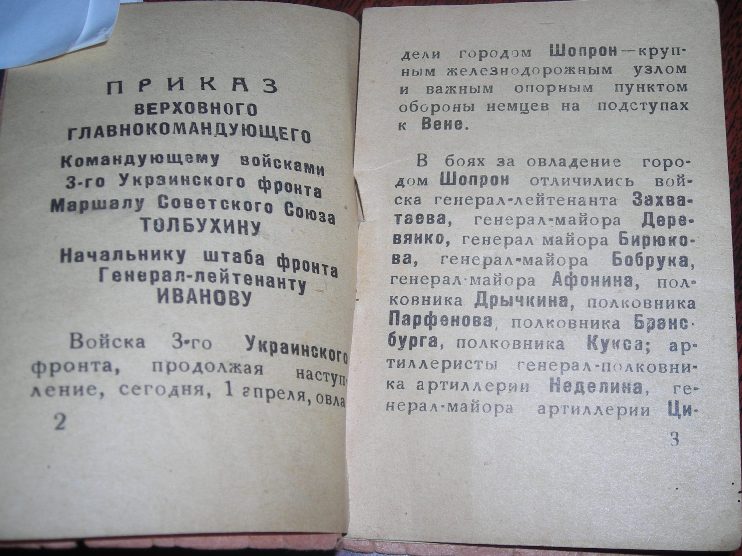 ПРИКАЗ
ВЕРХОВНОГО
ГЛАВНОКОМАНДУЮЩЕГО
Командующему войсками
3-го Украинского фронта
Маршалу Советского Союза
ТОЛБУХИНУ
Начальнику штаба фронта
Генерал-лейтенанту
ИВАНОВУ
Войска 3-го Украинского
фронта, продолжая наступ-
ление, сегодня, 1 апреля, овла-
2
дели городом Шопрон—круп-
ным железнодорожным узлом
и важным опорным пунктом
обороны немцев на подступах
к Вене.
В боях за овладение горо-
дом Шопрон отличились вой-
ска генерал-лейтенанта Захва-
таева, генерал-майора Дере-
вянко, генерал майора Бирюко-
ва, генерал-майора Бобрука,
генерал-майора Афонина, пол-
ковника Дрычкина, полковника
Парфенова, полковника Бранс-
бурга, полковника Кукса; ар-
тиллеристы генерал-полковни-
ка артиллерии Неделина, ге-
нерал-майора артиллерии Ци-
3